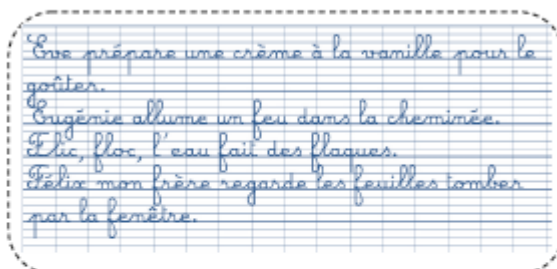 Eve prépare une crème à la vanille pour le
goûter.
Eugénie allume un feu dans la cheminée.
Flic, floc, l'eau fait des flaques.
Félix mon frère regarde les feuilles tomber
par la fenêtre.